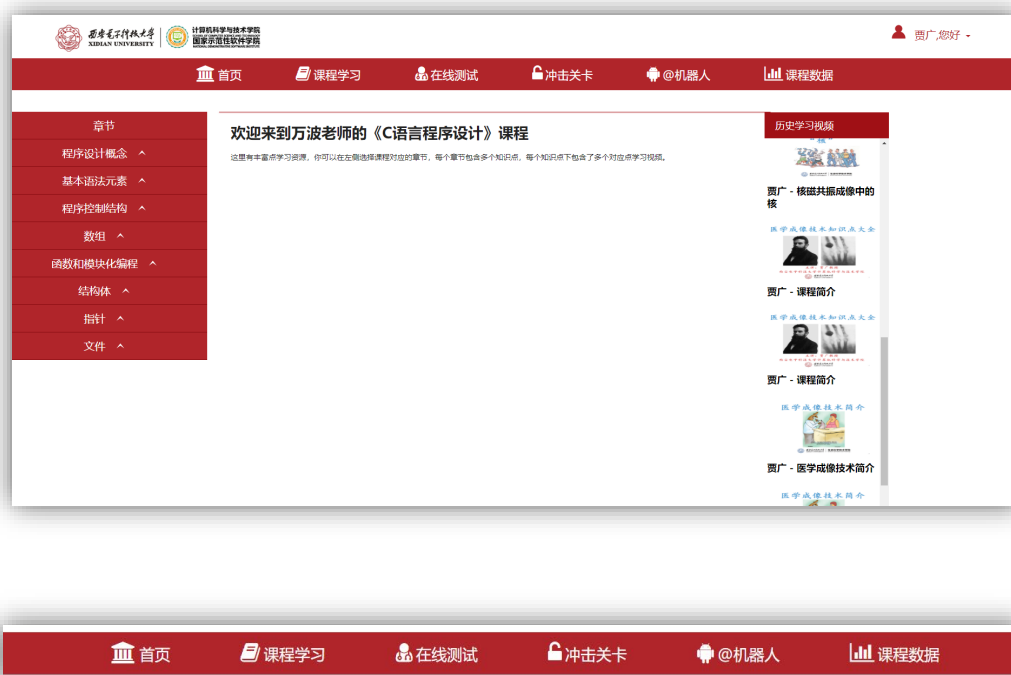 西安电子科技大学
XIDIAN UNIVERSITY
计算机科学与技术学院
国家示范性软件学院
贾广,您好
首页 课程学习 在线测试 冲击关卡 @机器人 课程数据
章节
程序设计概念
基本语法元素
程序控制结构
数组
函数和模块化编程
结构体
指针
文件
欢迎来到万波老师的《C语言程序设计》课程
这里有丰富点学习资源，你可以在左侧选择课程对应的章节，每个章节包含多个知识点，每个知识点下包含了多个对应点学习视频。
历史学习视频
“核”
贾广 - 核磁共振成像中的
核
医学成像技术知识点大全
贾广 - 课程简介
医学成像技术知识点大全
贾广 - 课程简介
医学成像技术简介
贾广 - 医学成像技术简介
医学成像技术简介
首页 课程学习 在线测试 冲击关卡 @机器人 课程数据